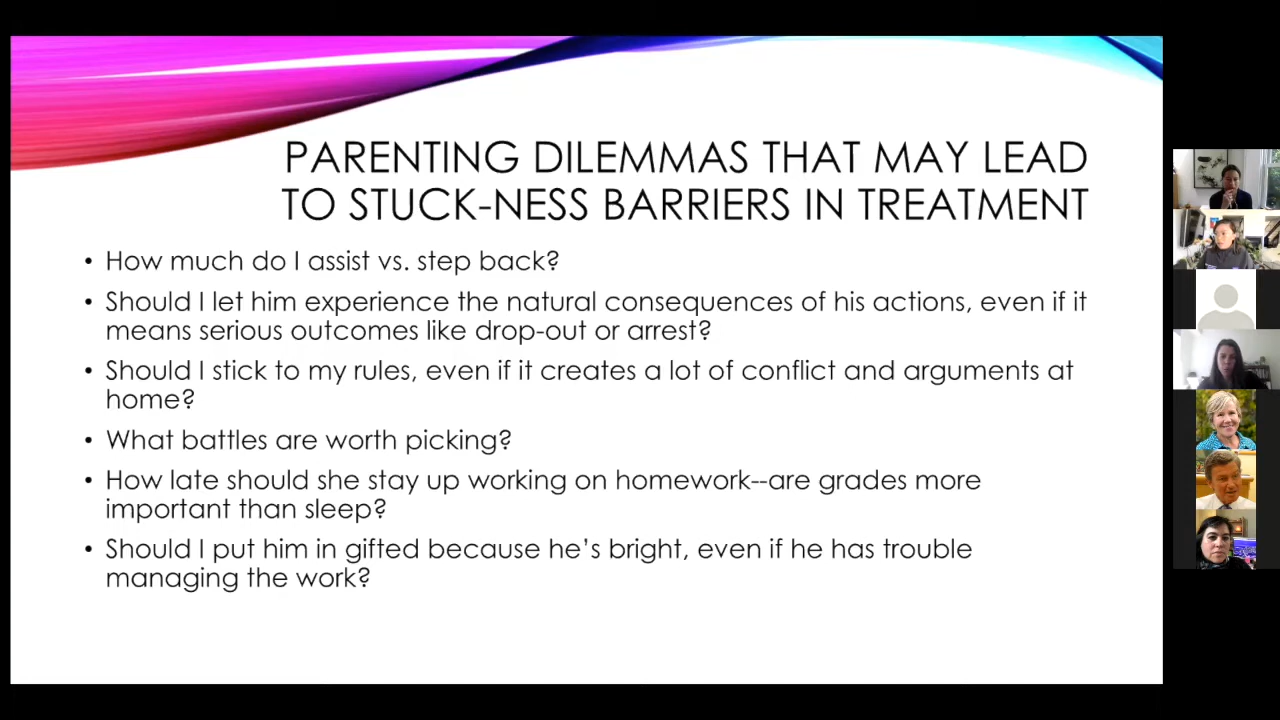 PARENTING DILEMMAS THAT MAY LEAD
TO STUCK-NESS BARRIERS IN TREATMENT
• How much do I assist vs. step back?
• Should I let him experience the natural consequences of his actions, even if it
means serious outcomes like drop-out or arrest?
• Should I stick to my rules, even if it creates a lot of conflict and arguments at
home?
• What battles are worth picking?
• How late should she stay up working on homework--are grades more
important than sleep?
• Should I put him in gifted because he's bright, even if he has trouble
managing the work?